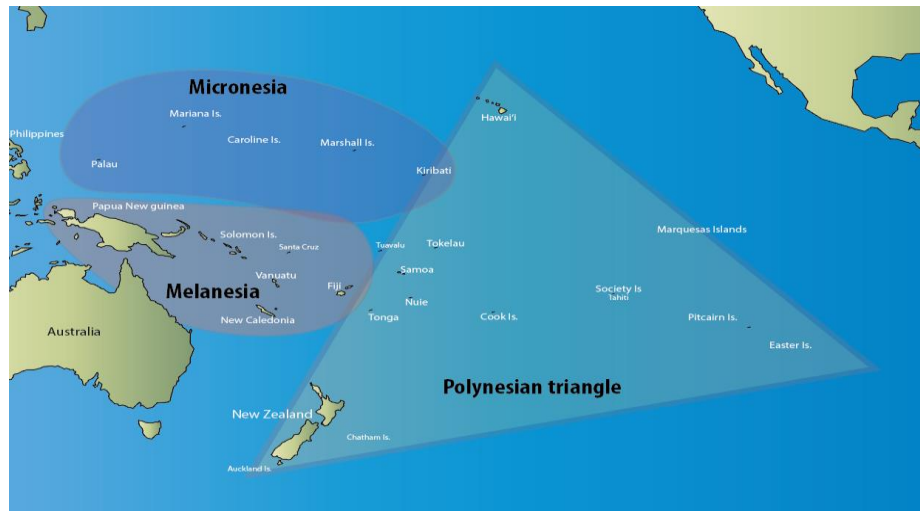 Micronesia
Mariana Is.
Philippines
Caroline Is.
Marshall Is.
Palau
Kiribati
Hawai'i
Papua New guinea
Solomon Is.
Santa Cruz
Vanuatu
Fiji
Melanesia
New Caledonia
Australia
Tuavalu
Tokelau
Samoa
Nuie
Tonga
Cook Is.
Marquesas Islands
Society Is
Tahiti
Pitcairn Is.
Easter Is.
Polynesian triangle
New Zealand
Chatham Is.
Auckland Is.